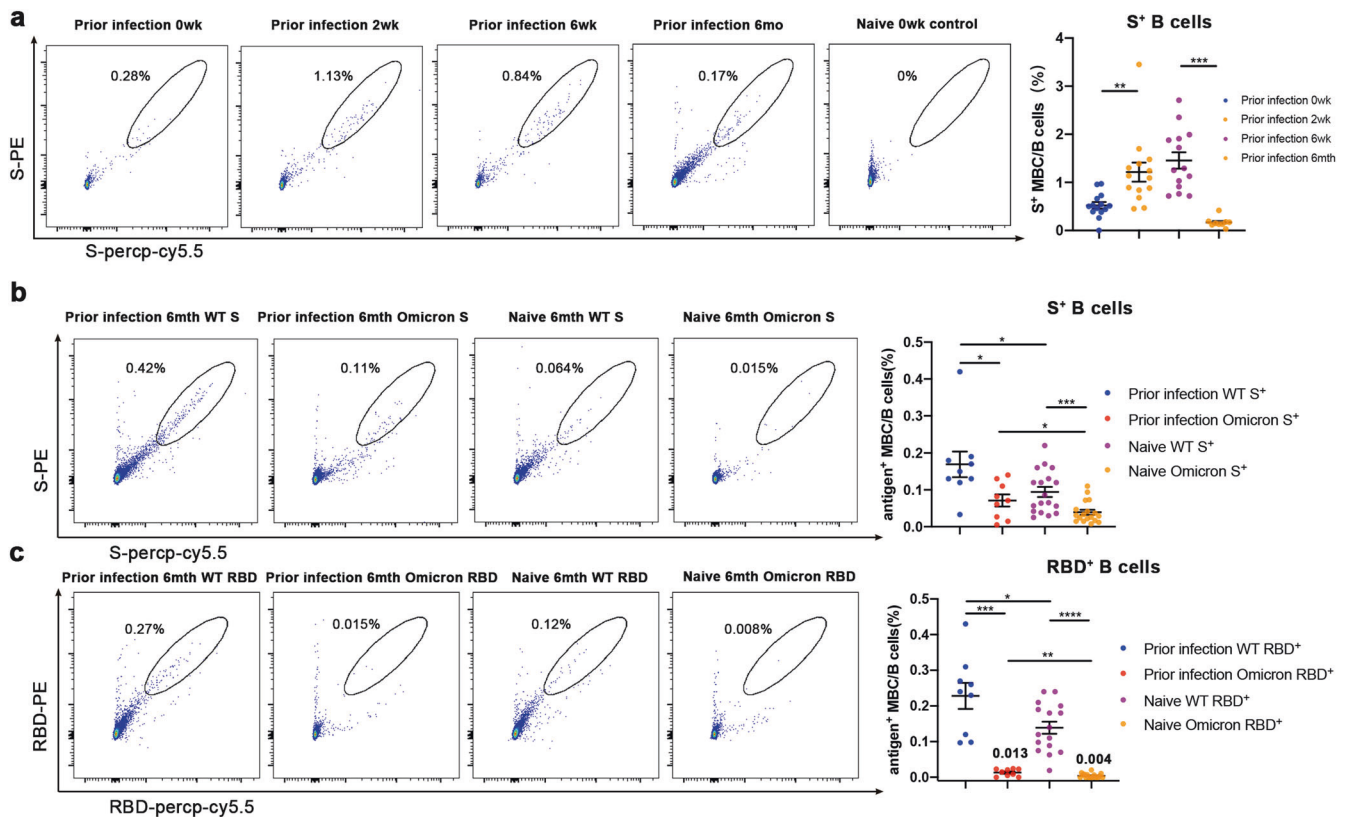 a
Prior infection 0wk
Prior infection 2wk
Prior infection 6wk
Prior infection 6mo
Naive 0wk control
0.28%
1.13%
0.84%
0.17%
0%
S-PE
S-percp-cy5.5
S⁺ B cells
S⁺ MBC/B cells (%)
4
3
2
1
0
**
***
Prior infection 0wk
Prior infection 2wk
Prior infection 6wk
Prior infection 6mth
b
Prior infection 6mth WT S
Prior infection 6mth Omicron S
Naive 6mth WT S
Naive 6mth Omicron S
0.42%
0.11%
0.064%
0.015%
S-PE
S-percp-cy5.5
S⁺ B cells
antigen⁺ MBC/B cells(%)
0.5
0.4
0.3
0.2
0.1
0.0
*
*
***
*
Prior infection WT S⁺
Prior infection Omicron S⁺
Naive WT S⁺
Naive Omicron S⁺
c
Prior infection 6mth WT RBD
Prior infection 6mth Omicron RBD
Naive 6mth WT RBD
Naive 6mth Omicron RBD
0.27%
0.015%
0.12%
0.008%
RBD-PE
RBD-percp-cy5.5
RBD⁺ B cells
antigen⁺ MBC/B cells(%)
0.5
0.4
0.3
0.2
0.1
0.0
*
***
****
**
0.013
0.004
Prior infection WT RBD⁺
Prior infection Omicron RBD⁺
Naive WT RBD⁺
Naive Omicron RBD⁺